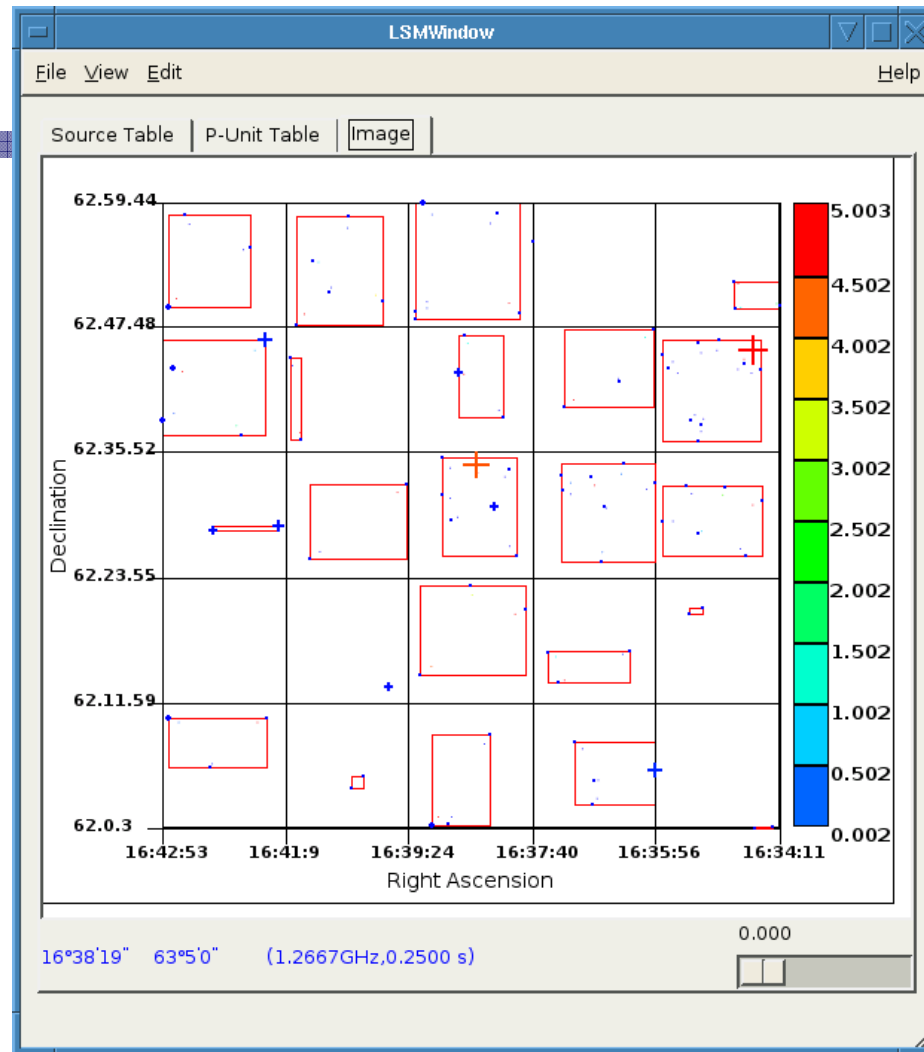 LSMWindow
File View Edit Help
Source Table P-Unit Table Image
62.59.44
62.47.48
62.35.52
62.23.55
62.11.59
62.0.3
Declination
16:42:53 16:41:9 16:39:24 16:37:40 16:35:56 16:34:11
Right Ascension
5.003
4.502
4.002
3.502
3.002
2.502
2.002
1.502
1.002
0.502
0.002
16°38'19" 63°5'0" (1.2667GHz,0.2500 s)
0.000